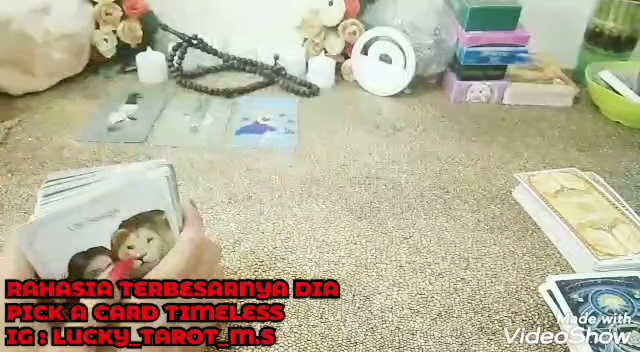 RAHASIA TERBESARNYA DIA
PICK A CARD TIMELESS
IG : LUCKY_TAROT_M.S
Made with
VideoShow